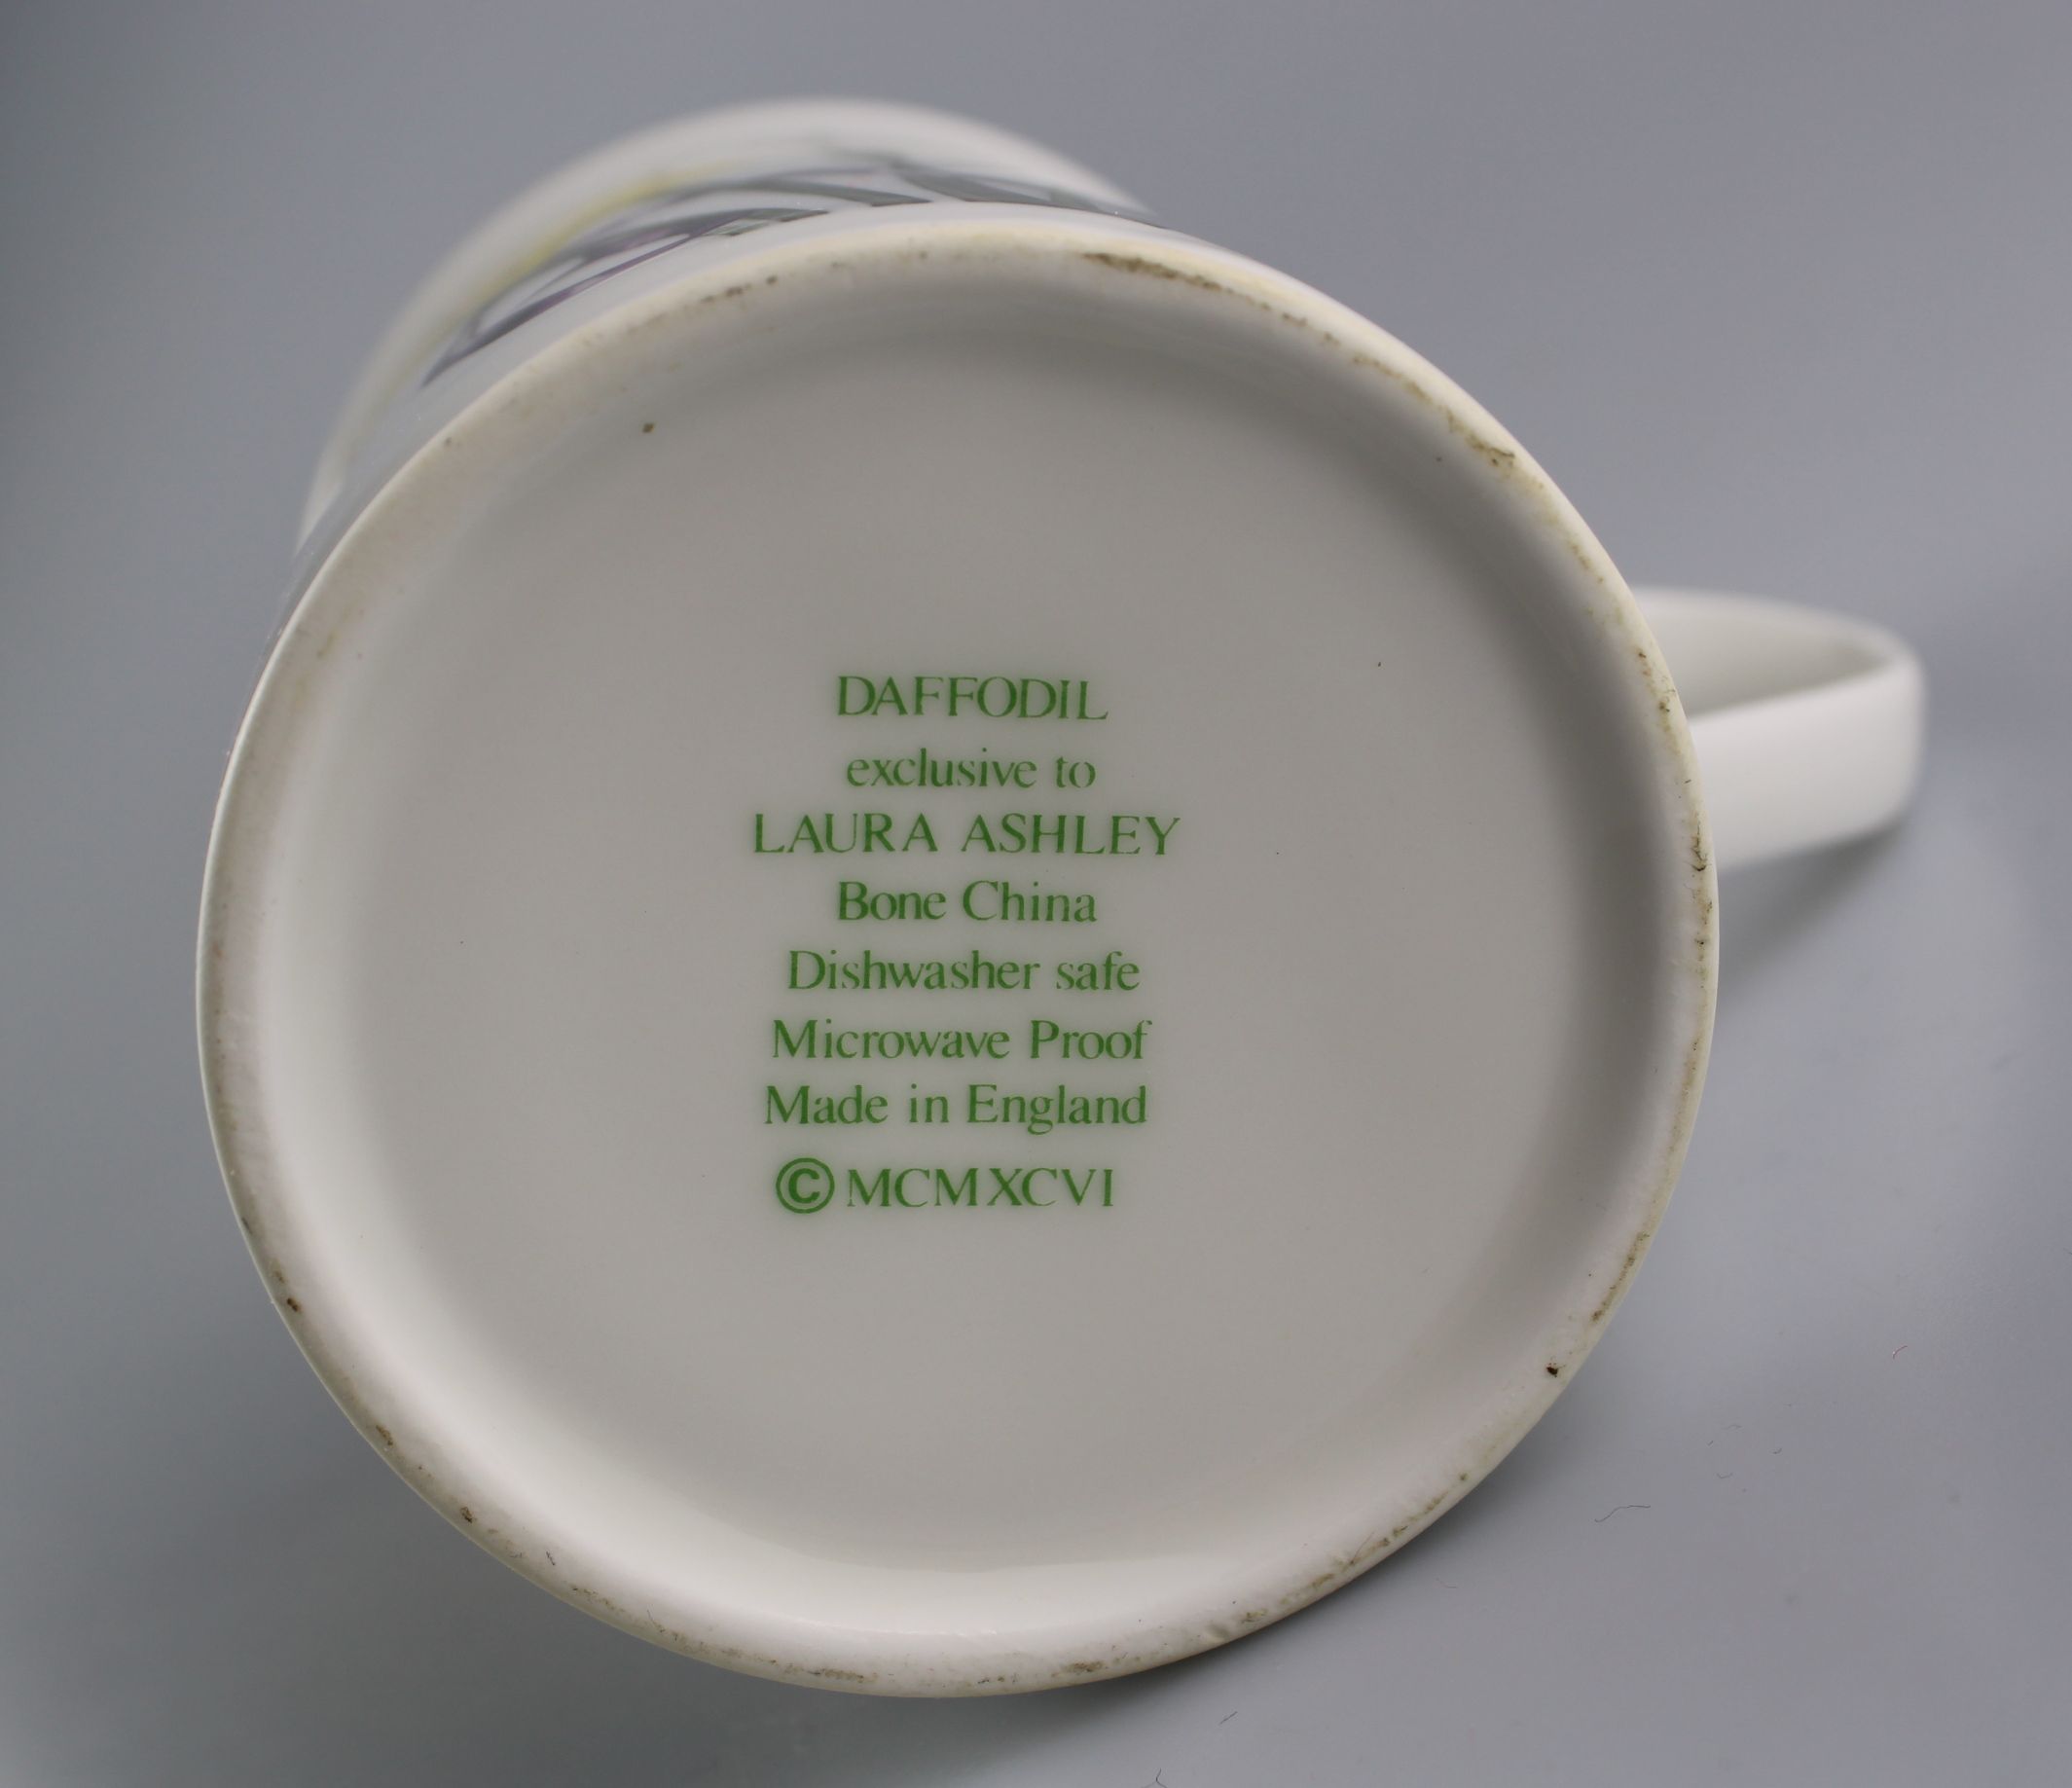 DAFFODIL
exclusive to
LAURA ASHLEY
Bone China
Dishwasher safe
Microwave Proof
Made in England
©MCMXCVI